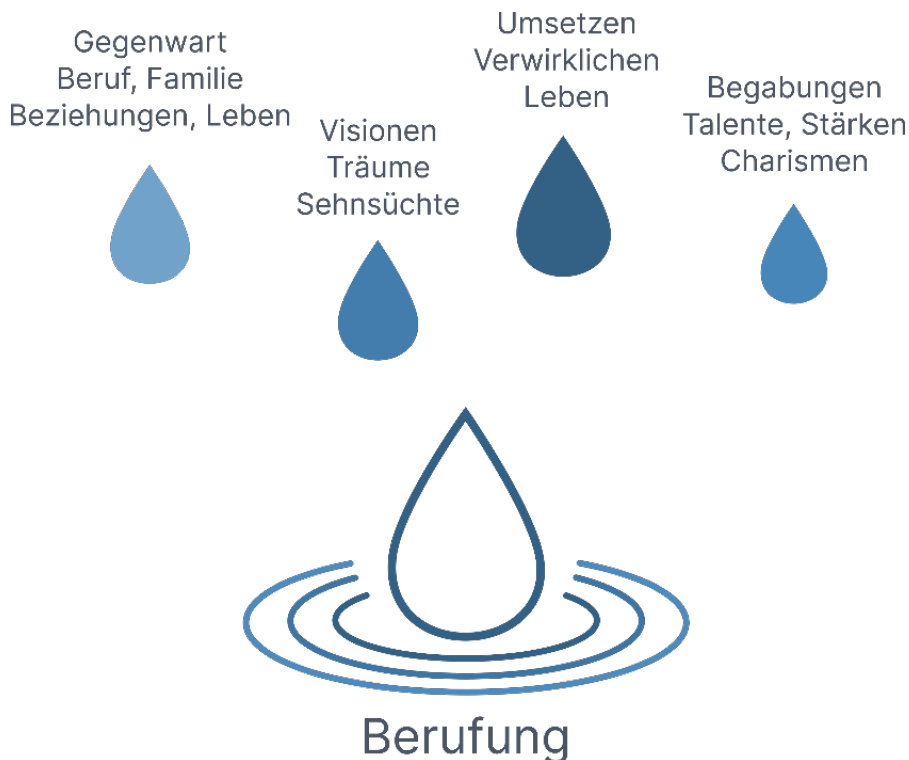 Gegenwart
Beruf, Familie
Beziehungen, Leben
Visionen
Träume
Sehnsüchte
Umsetzen
Verwirklichen
Leben
Begabungen
Talente, Stärken
Charismen
Berufung